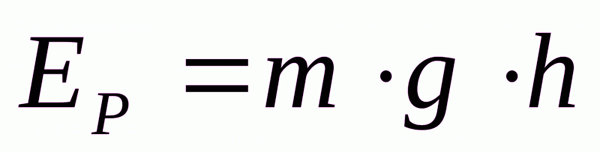 E_P = m · g · h